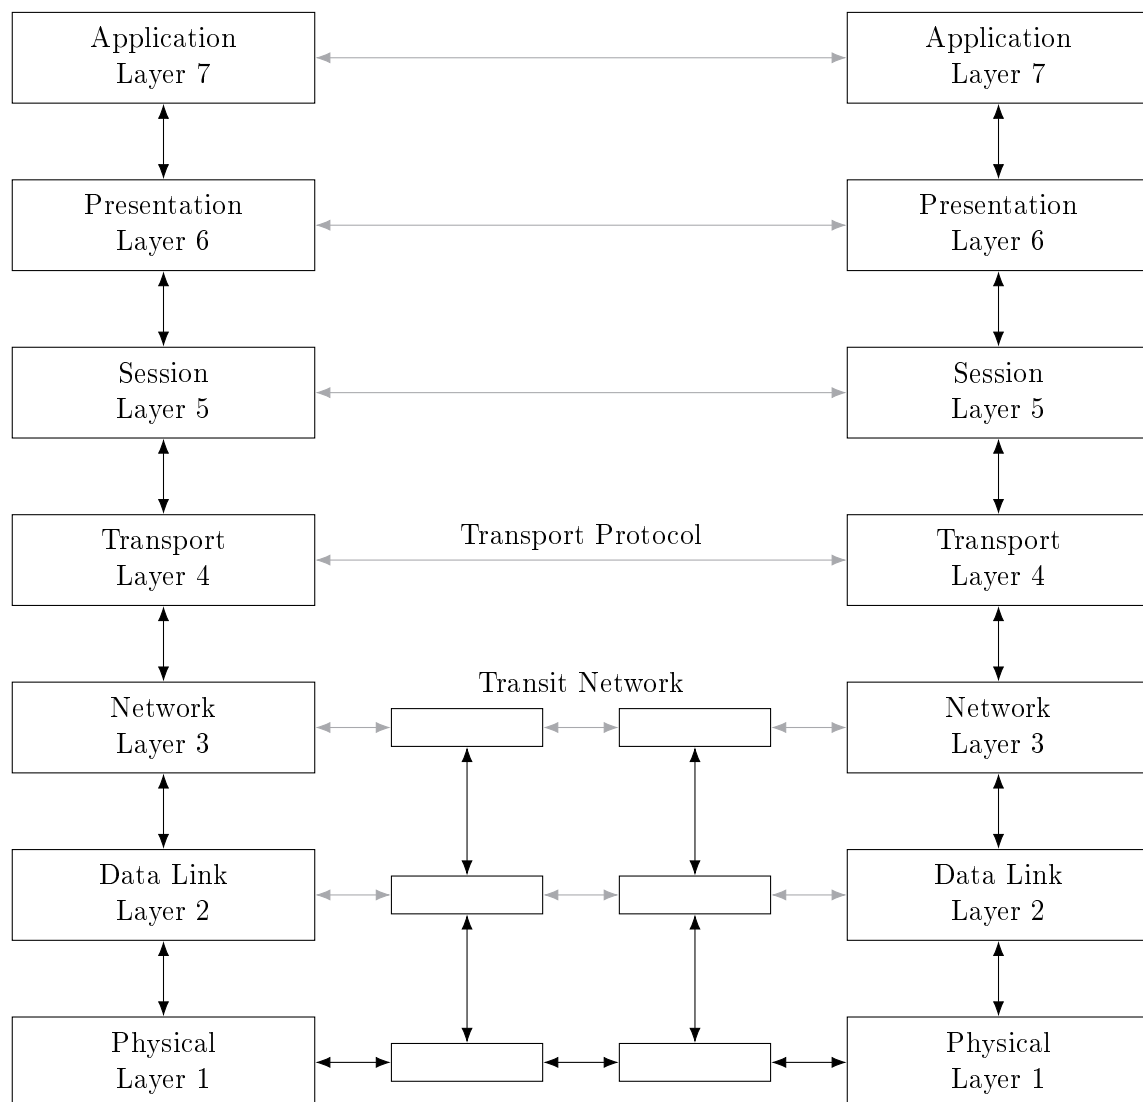 Application
Layer 7
Application
Layer 7
Presentation
Layer 6
Presentation
Layer 6
Session
Layer 5
Session
Layer 5
Transport
Layer 4
Transport Protocol
Transport
Layer 4
Network
Layer 3
Transit Network
Network
Layer 3
Data Link
Layer 2
Data Link
Layer 2
Physical
Layer 1
Physical
Layer 1